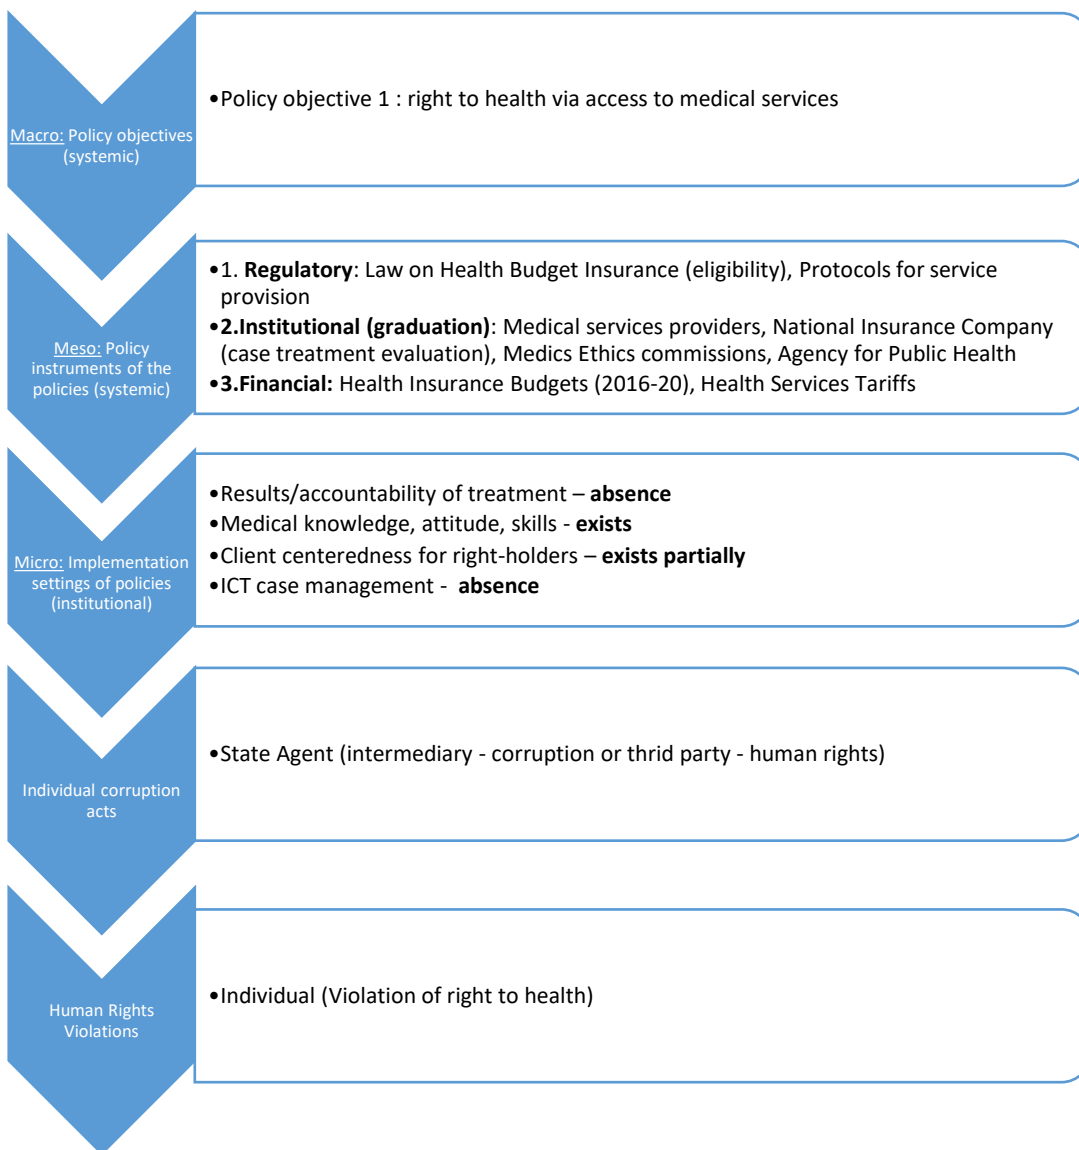 Macro: Policy objectives
(systemic)
•Policy objective 1 : right to health via access to medical services
Meso: Policy
instruments of the
policies (systemic)
•1. Regulatory: Law on Health Budget Insurance (eligibility), Protocols for service
provision
•2.Institutional (graduation): Medical services providers, National Insurance Company
(case treatment evaluation), Medics Ethics commissions, Agency for Public Health
•3.Financial: Health Insurance Budgets (2016-20), Health Services Tariffs
Micro: Implementation
settings of policies
(institutional)
•Results/accountability of treatment – absence
•Medical knowledge, attitude, skills - exists
•Client centeredness for right-holders – exists partially
•ICT case management - absence
Individual corruption
acts
•State Agent (intermediary - corruption or thrid party - human rights)
Human Rights
Violations
•Individual (Violation of right to health)